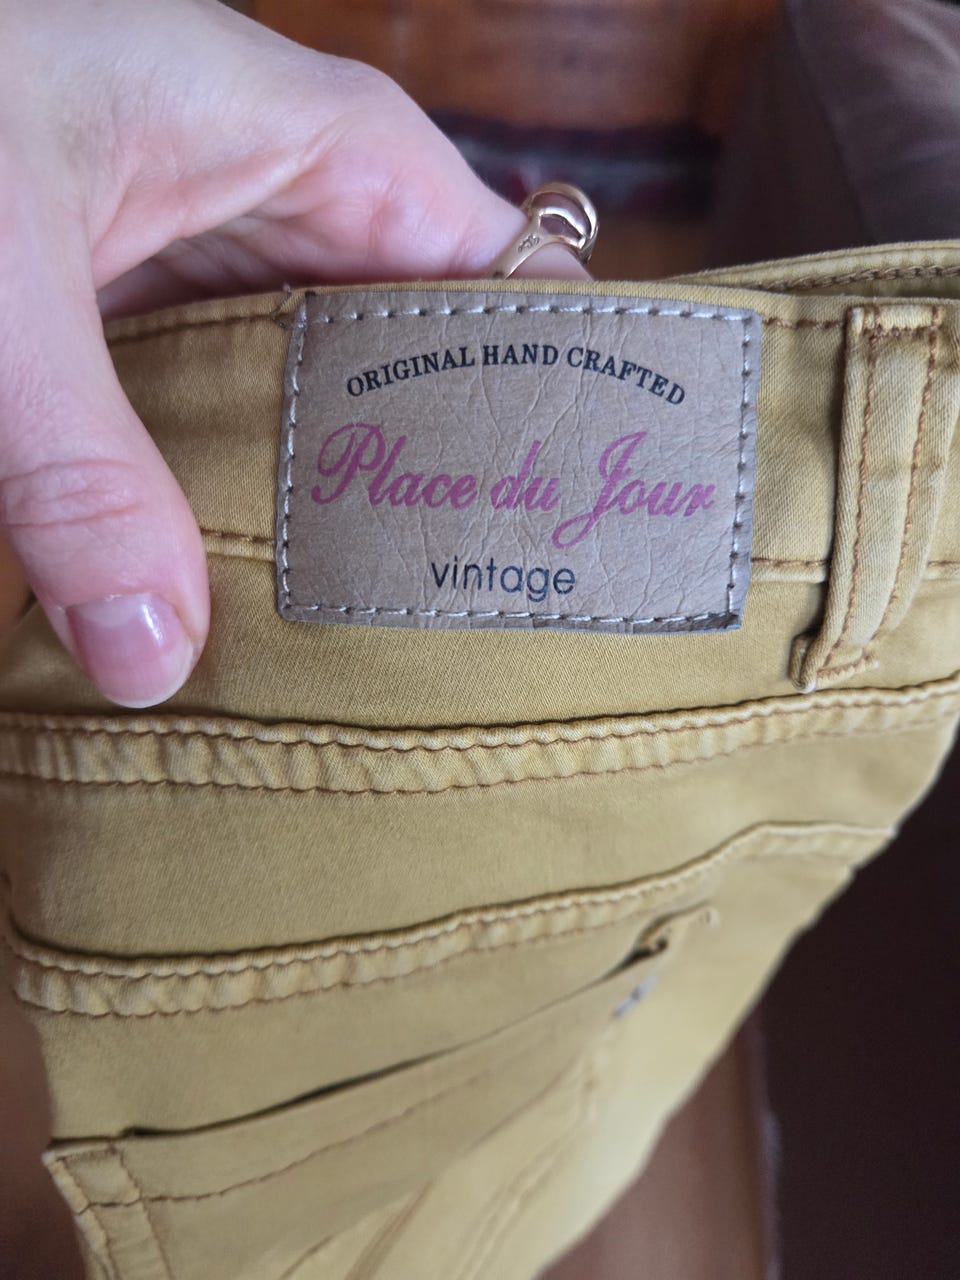 ORIGINAL HAND CRAFTED
Place du Jour
vintage